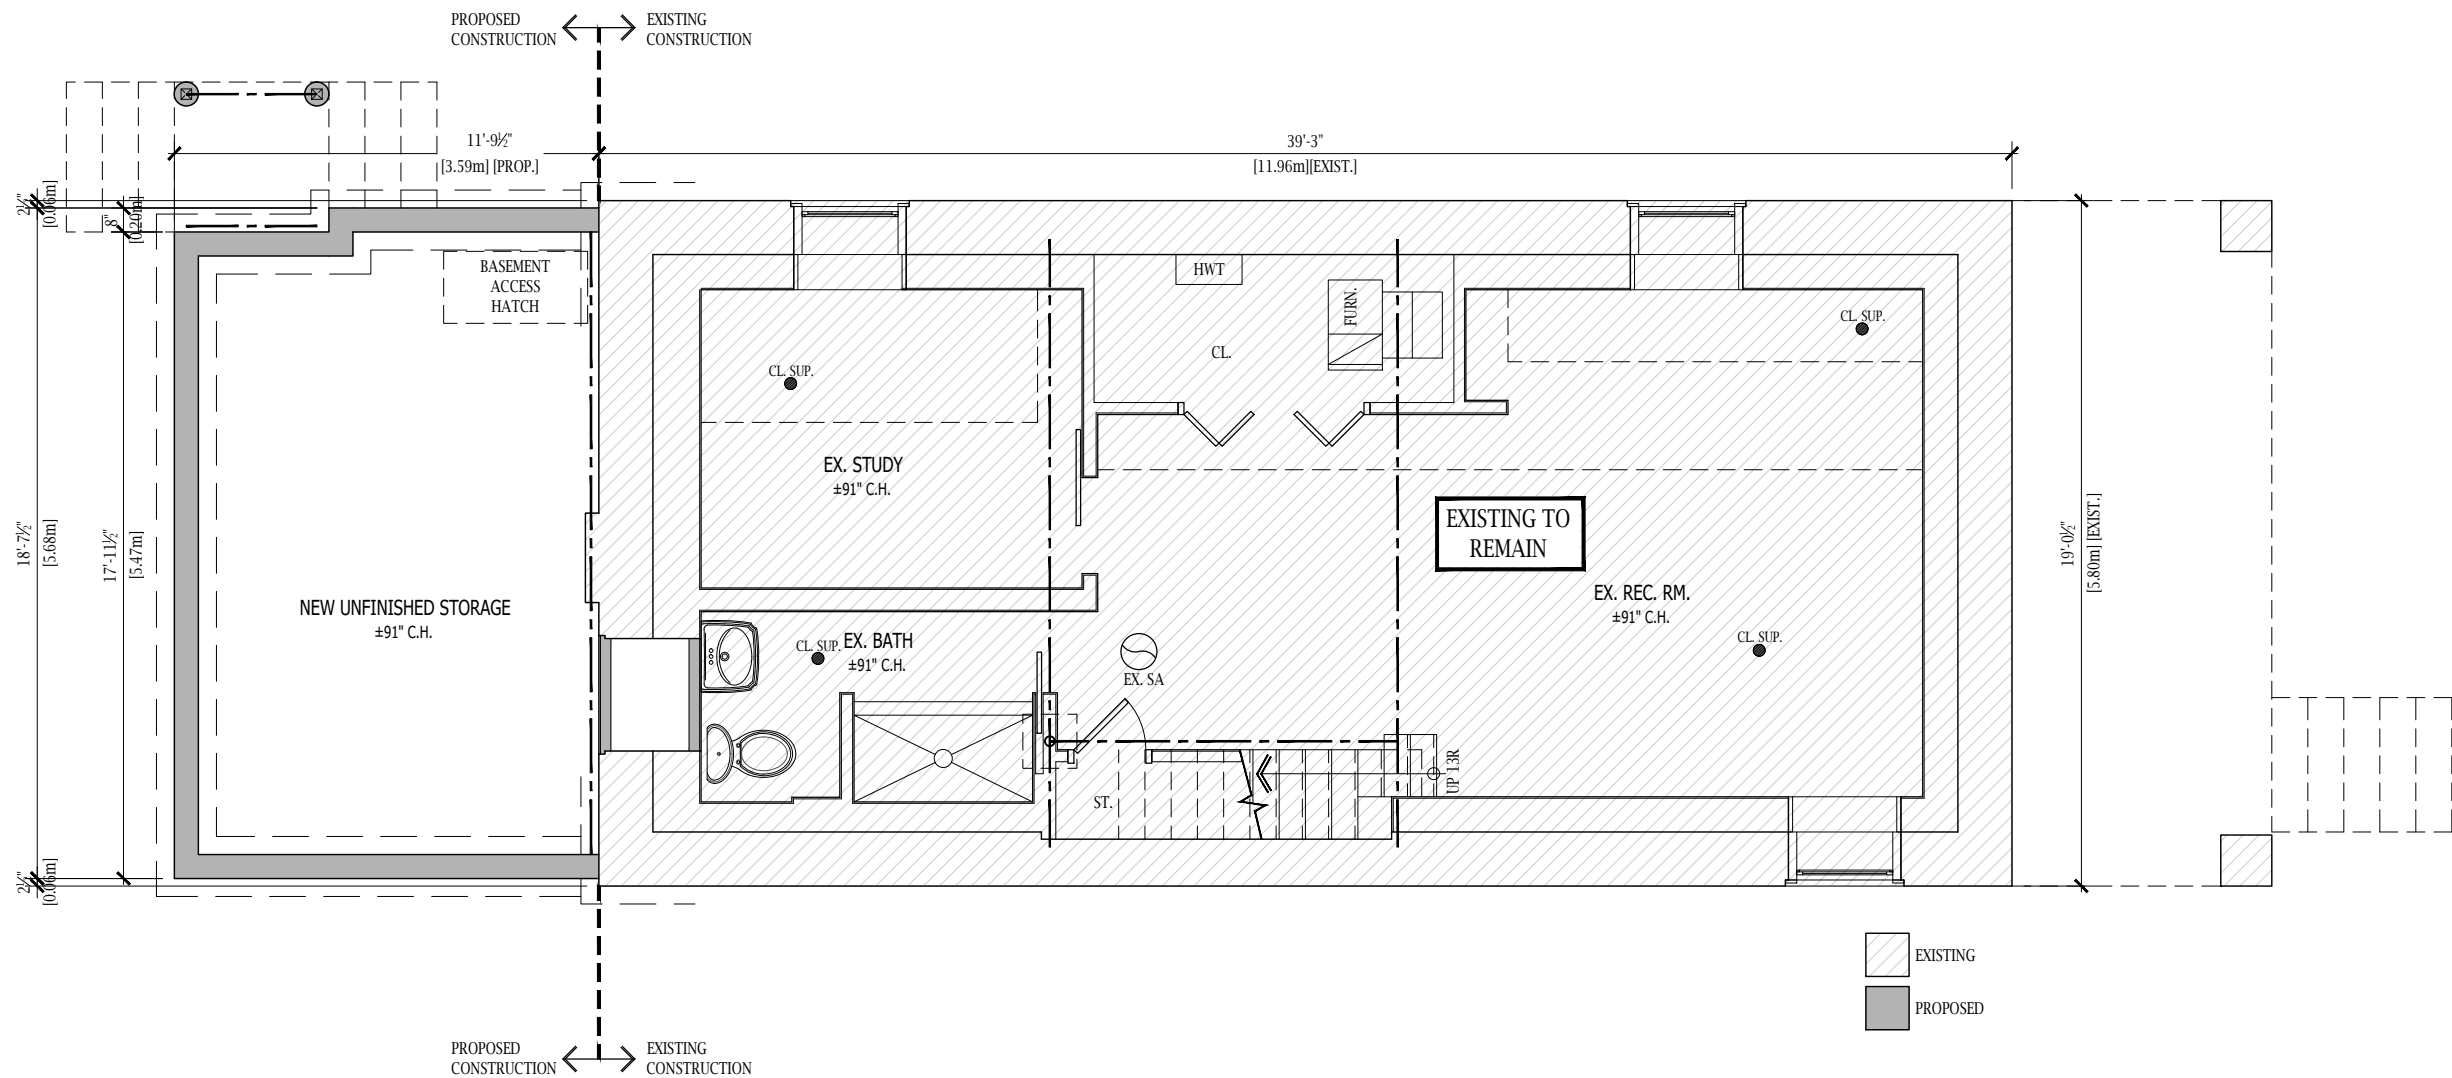 PROPOSED
CONSTRUCTION
EXISTING
CONSTRUCTION
11'-9½"
[3.59m] [PROP.]
39'-3"
[11.96m][EXIST.]
2½"
[0.06m]
8"
[0.20m]
BASEMENT
ACCESS
HATCH
HWT
FURN.
CL.
CL. SUP.
CL. SUP.
EX. STUDY
±91" C.H.
EXISTING TO
REMAIN
18'-7½"
[5.68m]
17'-11½"
[5.47m]
19'-0½"
[5.80m] [EXIST.]
NEW UNFINISHED STORAGE
±91" C.H.
EX. REC. RM.
±91" C.H.
CL. SUP.
EX. BATH
±91" C.H.
CL. SUP.
EX. SA
UP 13R
ST.
2½"
[0.06m]
EXISTING
PROPOSED
PROPOSED
CONSTRUCTION
EXISTING
CONSTRUCTION